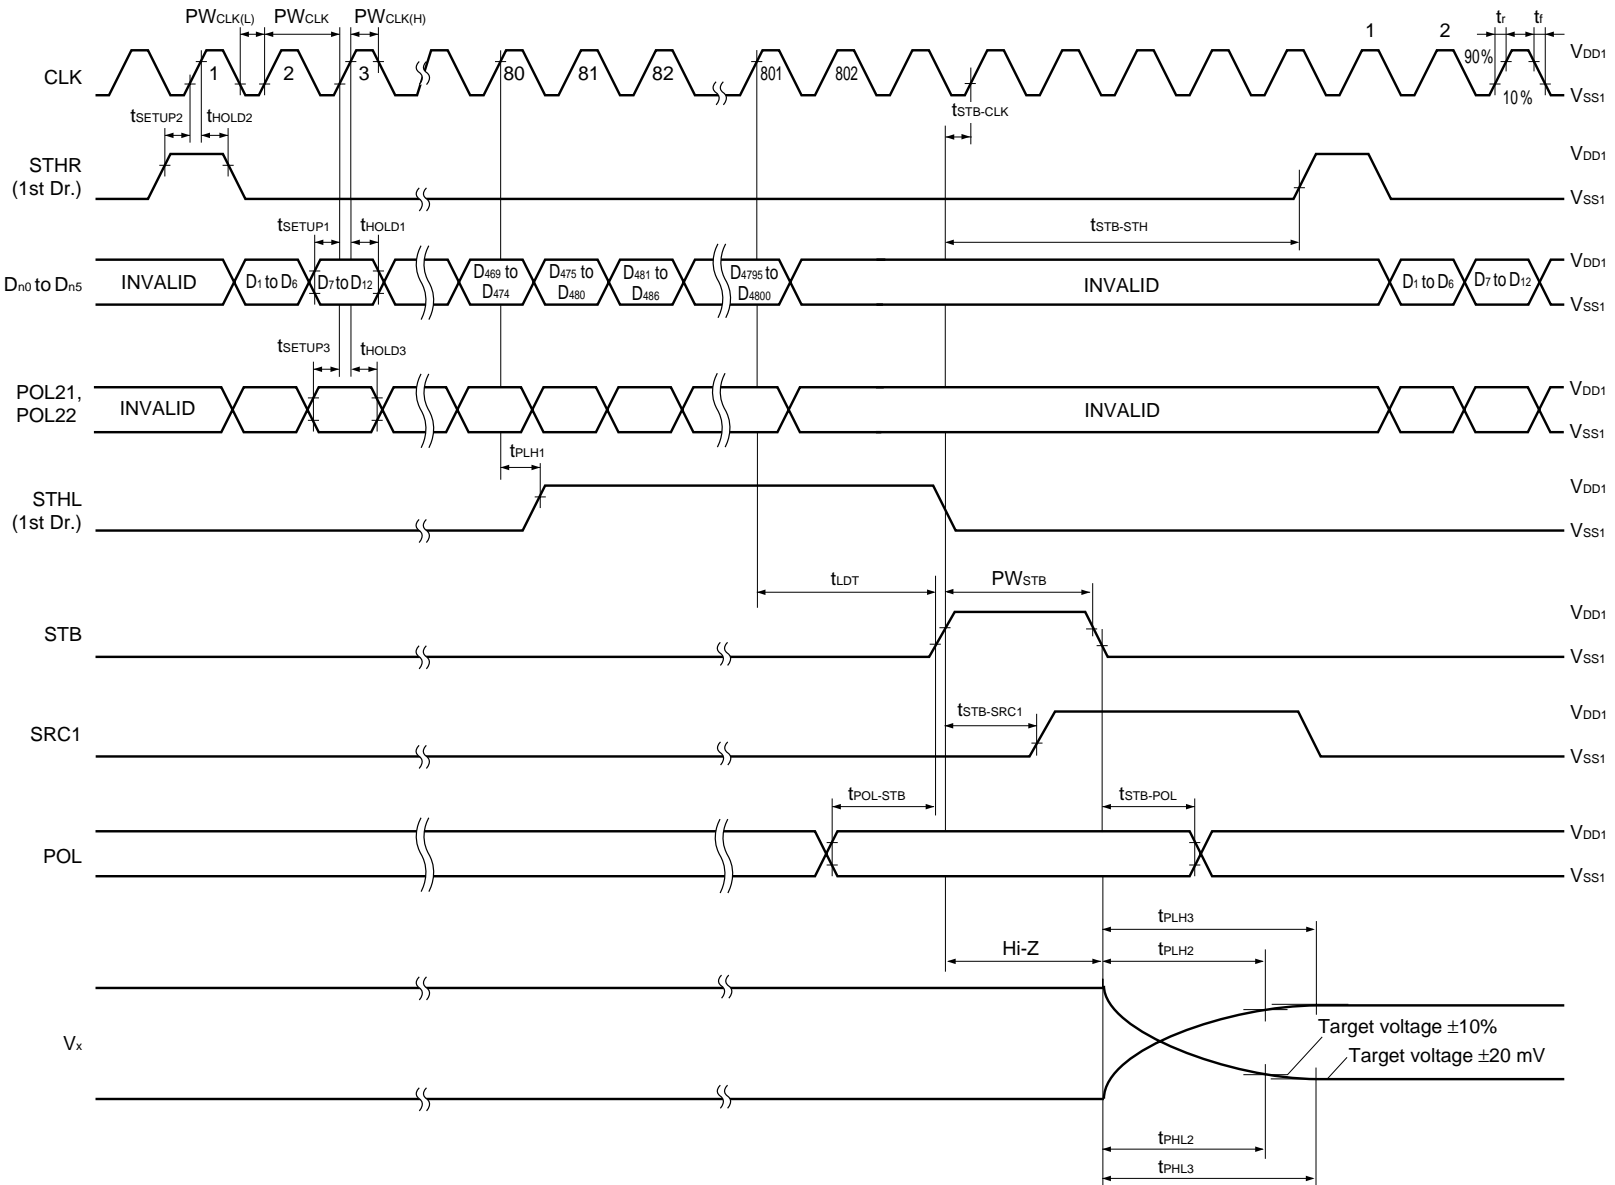 PWCLK(L) PWCLK PWCLK(H)
CLK 1 2 3 80 81 82 801 802 1 2 tr tf 90% 10% VDD1 VSS1
tSETUP2 tHOLD2 tSTB-CLK
STHR
(1st Dr.)
VDD1
VSS1
tSETUP1 tHOLD1 tSTB-STH
Dn0 to Dn5 INVALID D1 to D6 D7 to D12 D469 to D474 D475 to D480 D481 to D486 D4795 to D4800 INVALID D1 to D6 D7 to D12 VDD1 VSS1
tSETUP3 tHOLD3
POL21,
POL22
INVALID INVALID VDD1 VSS1
tPLH1
STHL
(1st Dr.)
VDD1
VSS1
tLDT PWSTB
STB VDD1 VSS1
tSTB-SRC1
SRC1 VDD1 VSS1
tPOL-STB tSTB-POL
POL VDD1 VSS1
tPLH3
Hi-Z tPLH2
Vx
Target voltage ±10%
Target voltage ±20 mV
tPHL2
tPHL3